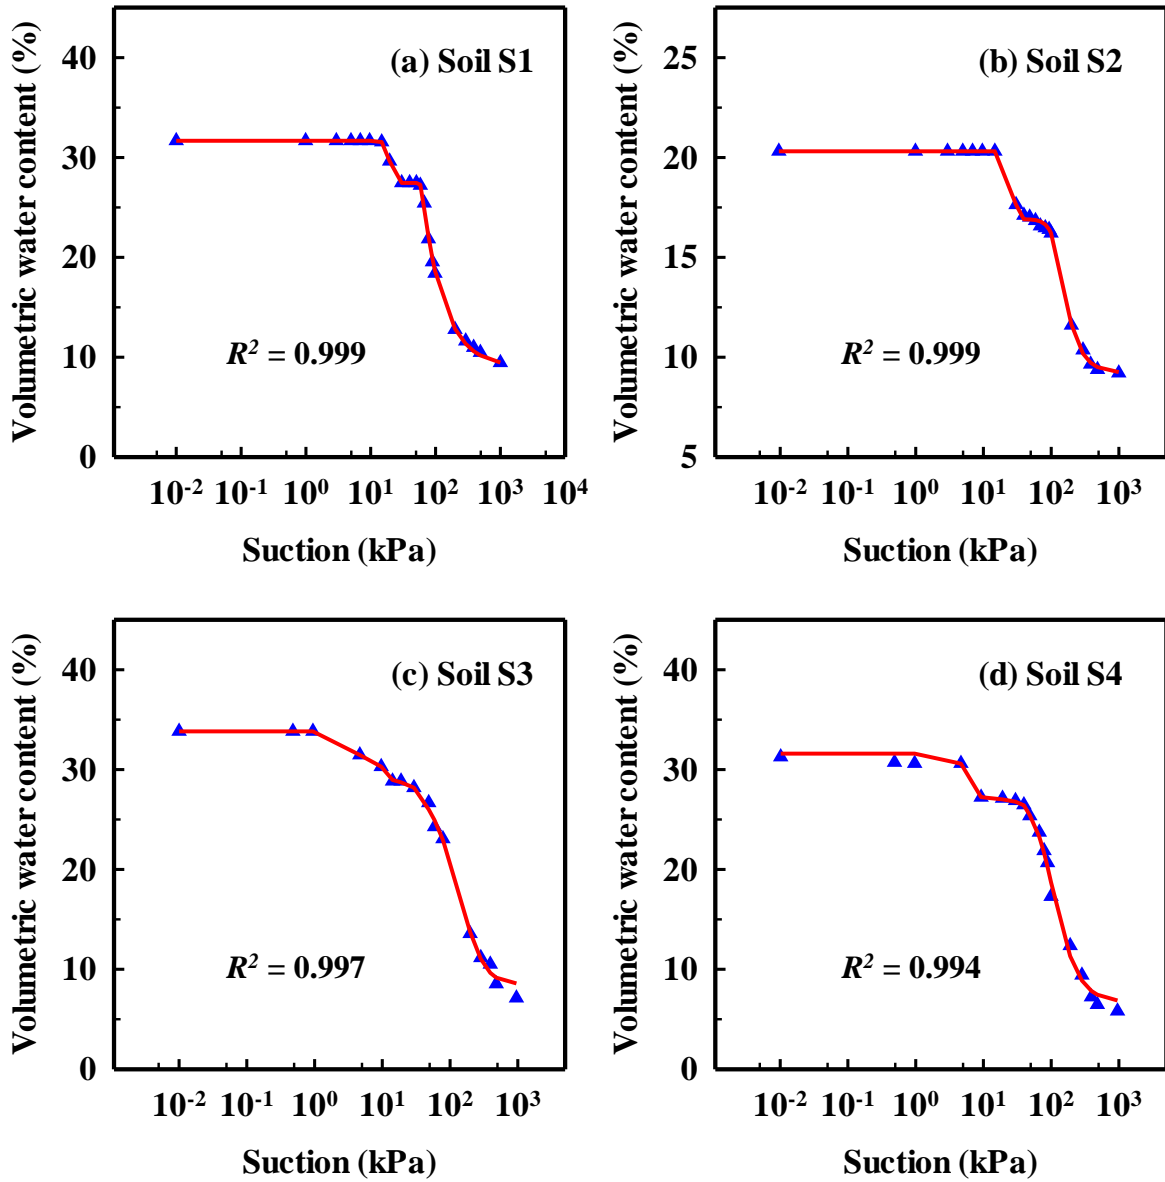 Volumetric water content (%)
40
30
20
10
0
(a) Soil S1
R² = 0.999
10⁻² 10⁻¹ 10⁰ 10¹ 10² 10³ 10⁴
Suction (kPa)
Volumetric water content (%)
25
20
15
10
5
(b) Soil S2
R² = 0.999
10⁻² 10⁻¹ 10⁰ 10¹ 10² 10³
Suction (kPa)
Volumetric water content (%)
40
30
20
10
0
(c) Soil S3
R² = 0.997
10⁻² 10⁻¹ 10⁰ 10¹ 10² 10³
Suction (kPa)
Volumetric water content (%)
40
30
20
10
0
(d) Soil S4
R² = 0.994
10⁻² 10⁻¹ 10⁰ 10¹ 10² 10³
Suction (kPa)